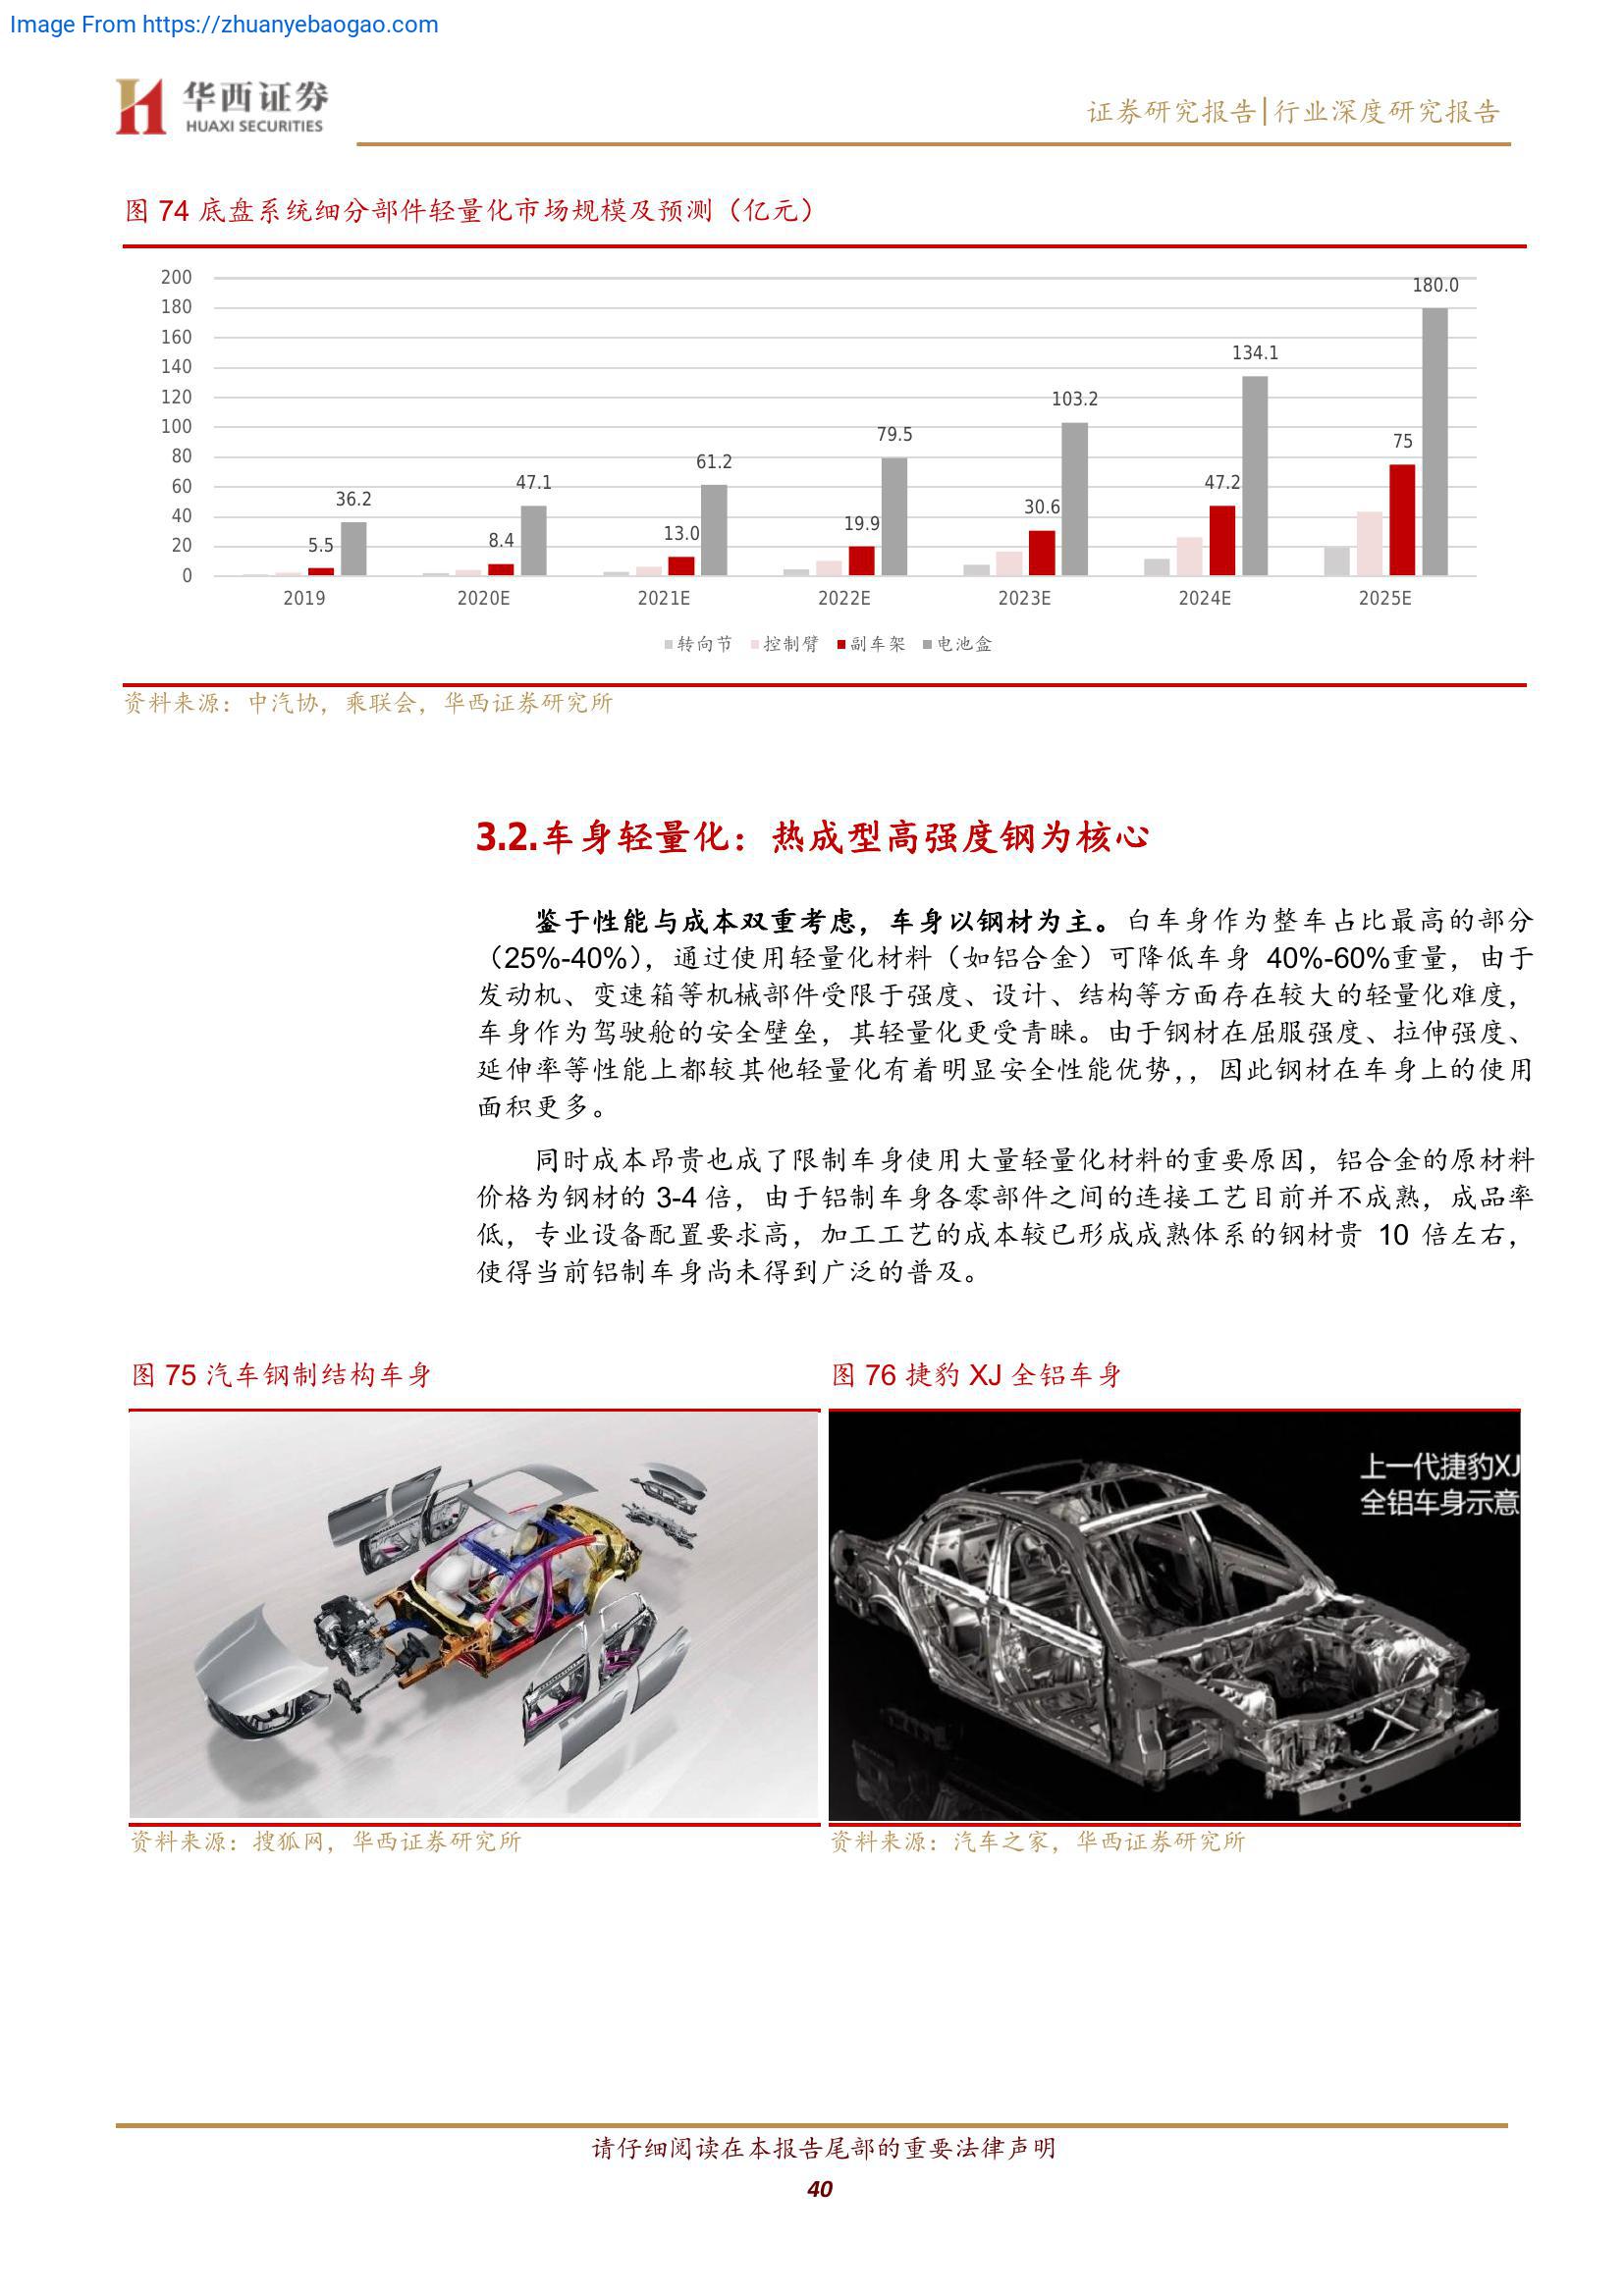 Image From https://zhuanyebaogao.com
华西证券
HUAXI SECURITIES
证券研究报告|行业深度研究报告
图 74 底盘系统细分部件轻量化市场规模及预测（亿元）
200
180
160
140
120
100
80
60
40
20
0
36.2
5.5
47.1
8.4
61.2
13.0
79.5
19.9
103.2
30.6
134.1
47.2
180.0
75
2019 2020E 2021E 2022E 2023E 2024E 2025E
转向节 控制臂 副车架 电池盒
资料来源：中汽协，乘联会，华西证券研究所
3.2.车身轻量化：热成型高强度钢为核心
鉴于性能与成本双重考虑，车身以钢材为主。白车身作为整车占比最高的部分
（25%-40%），通过使用轻量化材料（如铝合金）可降低车身 40%-60%重量，由于
发动机、变速箱等机械部件受限于强度、设计、结构等方面存在较大的轻量化难度，
车身作为驾驶舱的安全壁垒，其轻量化更受青睐。由于钢材在屈服强度、拉伸强度、
延伸率等性能上都较其他轻量化有着明显安全性能优势,，因此钢材在车身上的使用
面积更多。
同时成本昂贵也成了限制车身使用大量轻量化材料的重要原因，铝合金的原材料
价格为钢材的 3-4 倍，由于铝制车身各零部件之间的连接工艺目前并不成熟，成品率
低，专业设备配置要求高，加工工艺的成本较已形成成熟体系的钢材贵 10 倍左右，
使得当前铝制车身尚未得到广泛的普及。
图 75 汽车钢制结构车身
图 76 捷豹 XJ 全铝车身
上一代捷豹XJ
全铝车身示意
资料来源：搜狐网，华西证券研究所
资料来源：汽车之家，华西证券研究所
请仔细阅读在本报告尾部的重要法律声明
40